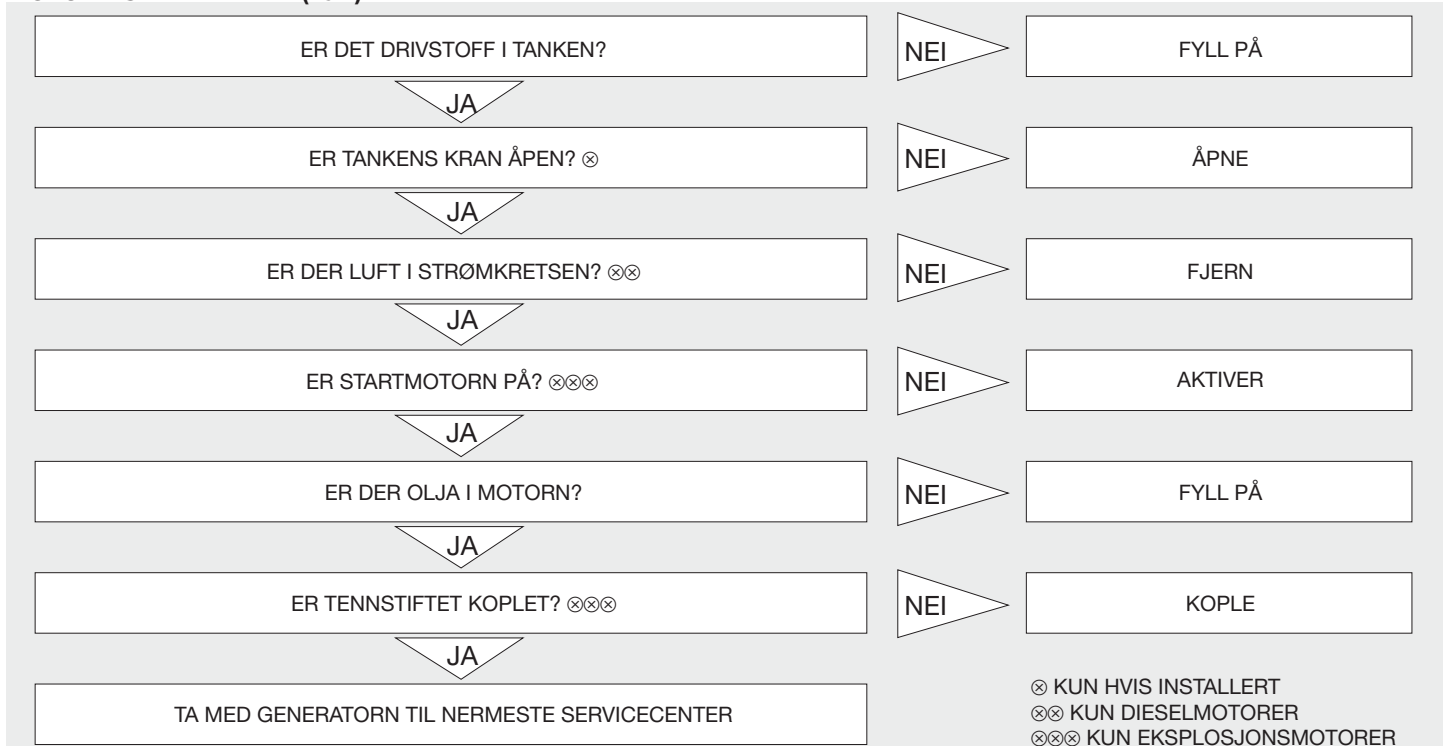 ER DET DRIVSTOFF I TANKEN?
NEI
FYLL PÅ
JA
ER TANKENS KRAN ÅPEN? ⊗
NEI
ÅPNE
JA
ER DER LUFT I STRØMKRETSEN? ⊗⊗
NEI
FJERN
JA
ER STARTMOTORN PÅ? ⊗⊗⊗
NEI
AKTIVER
JA
ER DER OLJA I MOTORN?
NEI
FYLL PÅ
JA
ER TENNSTIFTET KOPLET? ⊗⊗⊗
NEI
KOPLE
JA
TA MED GENERATORN TIL NERMESTE SERVICECENTER
⊗ KUN HVIS INSTALLERT
⊗⊗ KUN DIESELMOTORER
⊗⊗⊗ KUN EKSPLOSJONSMOTORER